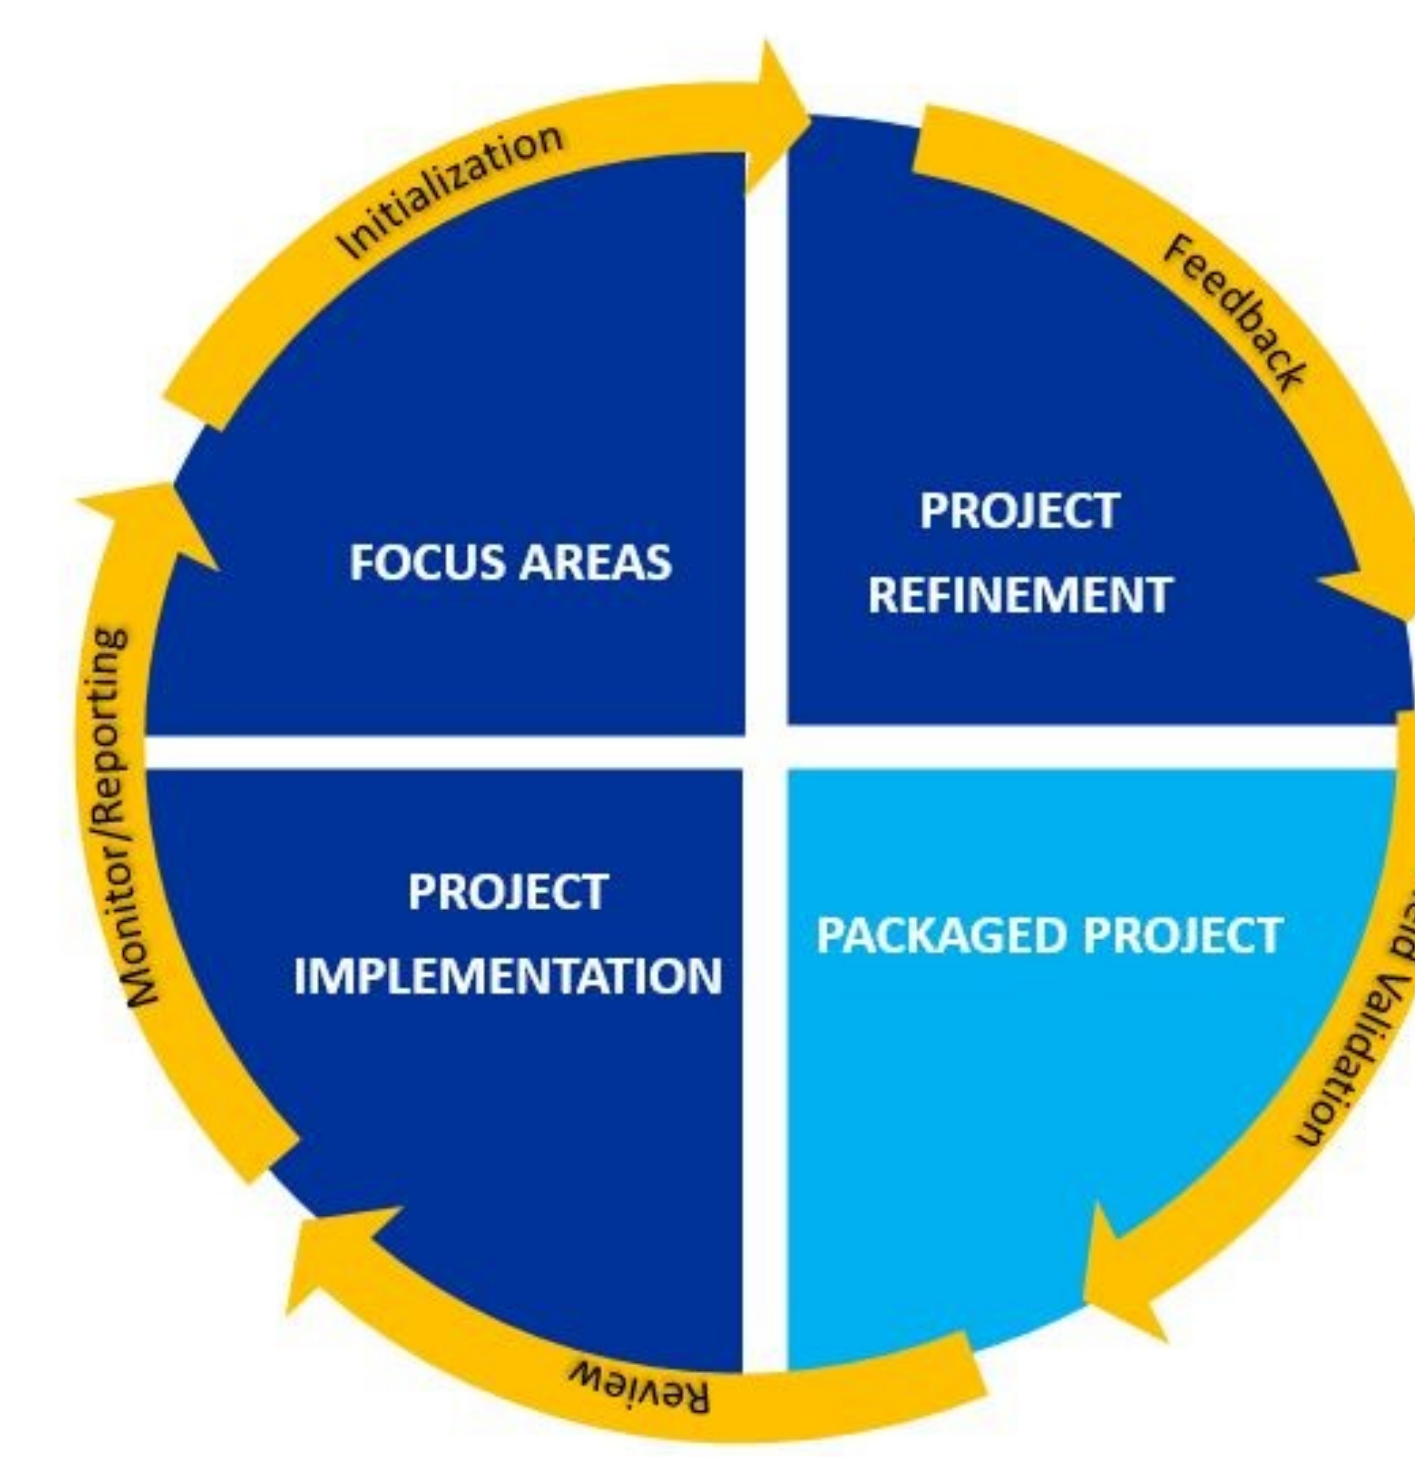 Initialization
Feedback
FOCUS AREAS
PROJECT
REFINEMENT
Monitor/Reporting
PROJECT
IMPLEMENTATION
PACKAGED PROJECT
Validation
Review